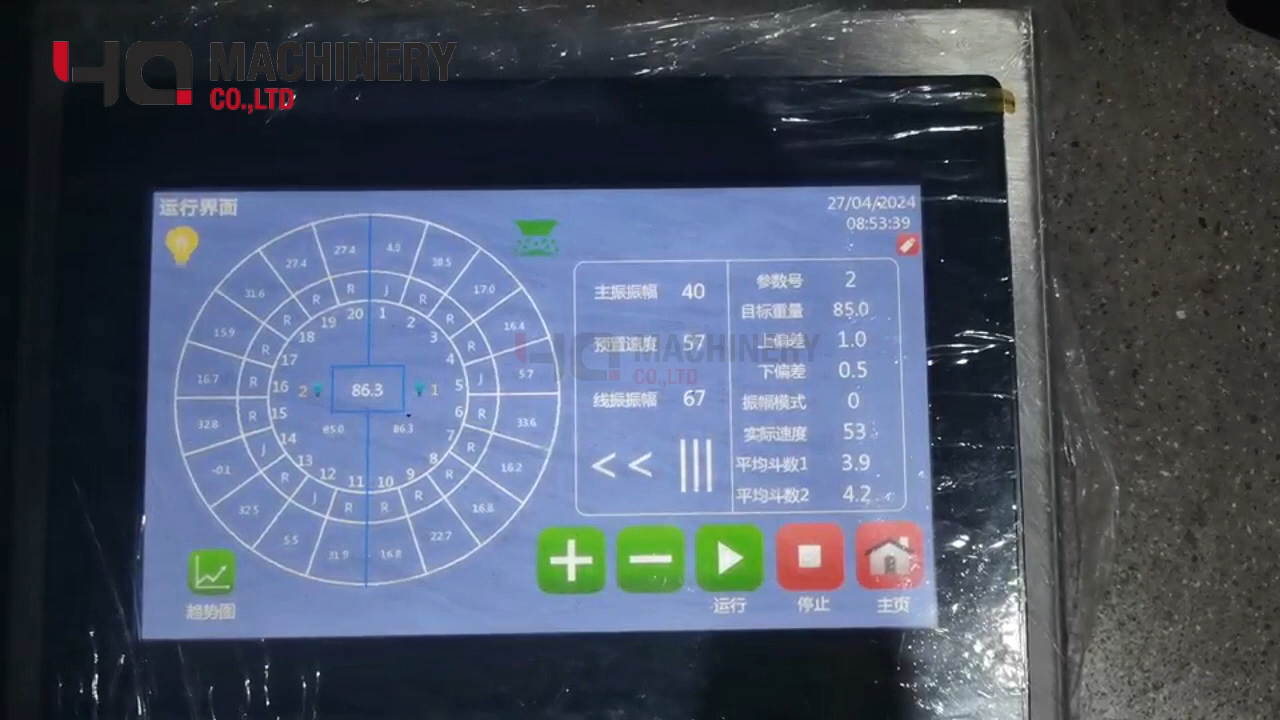 HQ MACHINERY
CO.,LTD
运行界面
27/04/2024
08:53:39
27.4 4.0
27.4 38.5
31.6 17.0
15.9 16.4
16.7 5.7
32.8 33.6
-0.1 16.2
32.5 16.8
5.5 22.7
31.9 16.8
R R J R
R R
R R
R J
R R
J R
R R
J R R R
20 1
19 2
18 3
17 4
16 5
15 6
14 7
13 8
12 11 10 9
2 86.3 1
85.0 86.3
主振振幅 40
预置速度 57
线振振幅 67
<< |||
参数号 2
目标重量 85.0
上偏差 1.0
下偏差 0.5
振幅模式 0
实际速度 53
平均斗数1 3.9
平均斗数2 4.2
HQ MACHINERY
CO.,LTD
趋势图
运行 停止 主页